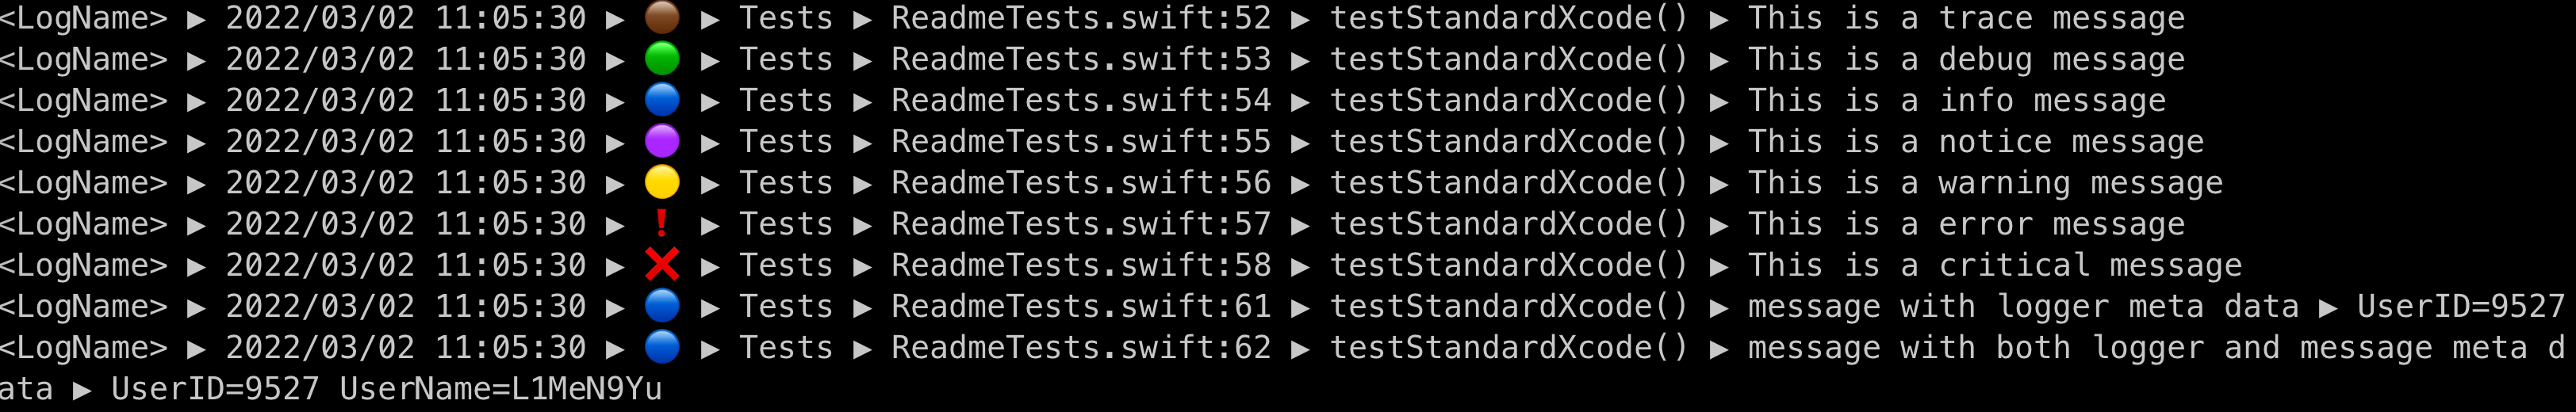 <LogName> ▶ 2022/03/02 11:05:30 ▶ 🟤 ▶ Tests ▶ ReadmeTests.swift:52 ▶ testStandardXcode() ▶ This is a trace message
<LogName> ▶ 2022/03/02 11:05:30 ▶ 🟢 ▶ Tests ▶ ReadmeTests.swift:53 ▶ testStandardXcode() ▶ This is a debug message
<LogName> ▶ 2022/03/02 11:05:30 ▶ 🔵 ▶ Tests ▶ ReadmeTests.swift:54 ▶ testStandardXcode() ▶ This is a info message
<LogName> ▶ 2022/03/02 11:05:30 ▶ 🟣 ▶ Tests ▶ ReadmeTests.swift:55 ▶ testStandardXcode() ▶ This is a notice message
<LogName> ▶ 2022/03/02 11:05:30 ▶ 🟡 ▶ Tests ▶ ReadmeTests.swift:56 ▶ testStandardXcode() ▶ This is a warning message
<LogName> ▶ 2022/03/02 11:05:30 ▶ ❗ ▶ Tests ▶ ReadmeTests.swift:57 ▶ testStandardXcode() ▶ This is a error message
<LogName> ▶ 2022/03/02 11:05:30 ▶ ❌ ▶ Tests ▶ ReadmeTests.swift:58 ▶ testStandardXcode() ▶ This is a critical message
<LogName> ▶ 2022/03/02 11:05:30 ▶ 🔵 ▶ Tests ▶ ReadmeTests.swift:61 ▶ testStandardXcode() ▶ message with logger meta data ▶ UserID=9527
<LogName> ▶ 2022/03/02 11:05:30 ▶ 🔵 ▶ Tests ▶ ReadmeTests.swift:62 ▶ testStandardXcode() ▶ message with both logger and message meta d
ata ▶ UserID=9527 UserName=L1MeN9Yu